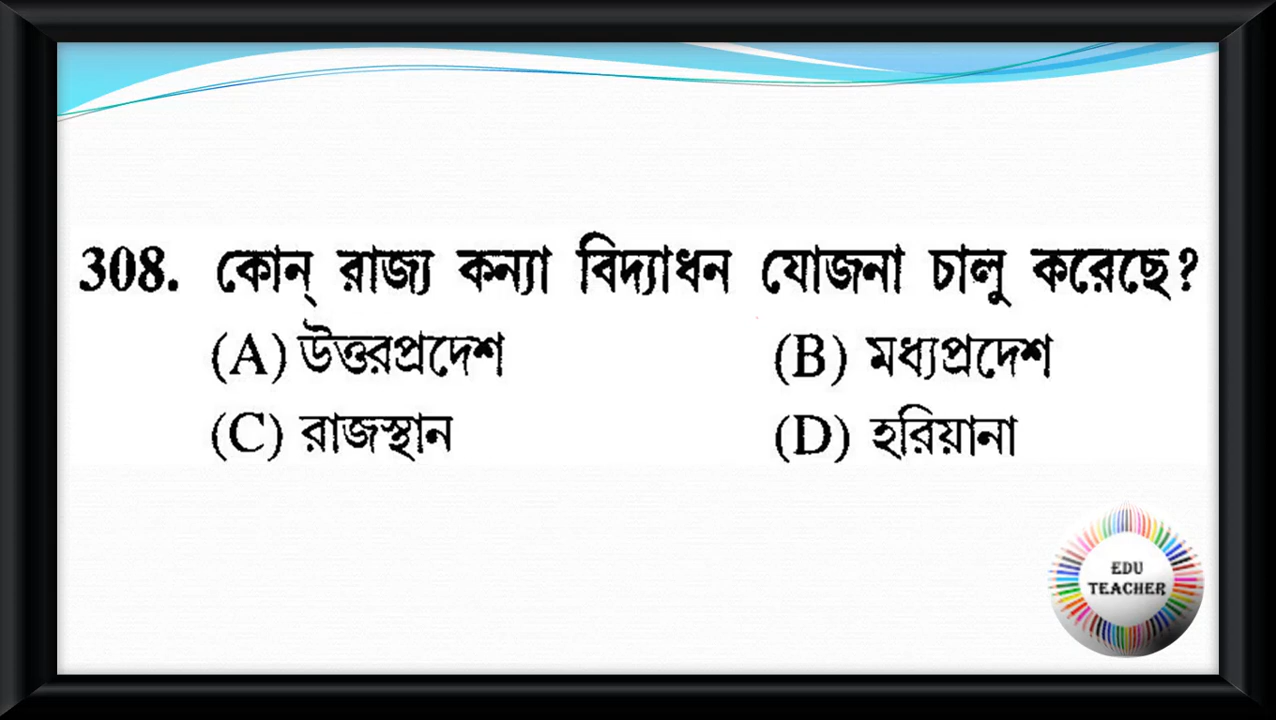 308. কোন্ রাজ্য কন্যা বিদ্যাধন যোজনা চালু করেছে?
(A) উত্তরপ্রদেশ (B) মধ্যপ্রদেশ
(C) রাজস্থান (D) হরিয়ানা
EDU
TEACHER